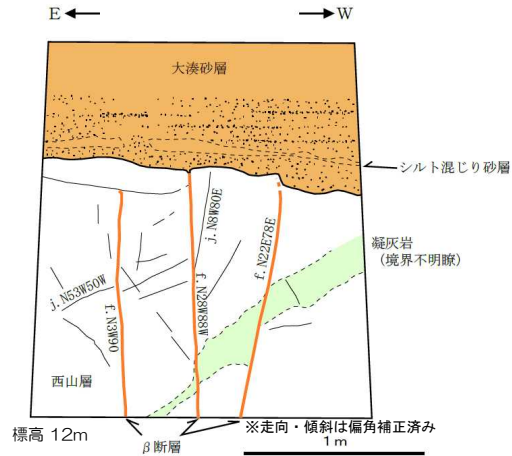 E W
大湊砂層
シルト混じり砂層
j.N8W80E
凝灰岩
(境界不明瞭)
f.N22E78E
j.N53W50W
f.N3W90
f.N28W88W
西山層
標高 12m
β断層
※走向・傾斜は偏角補正済み
1m